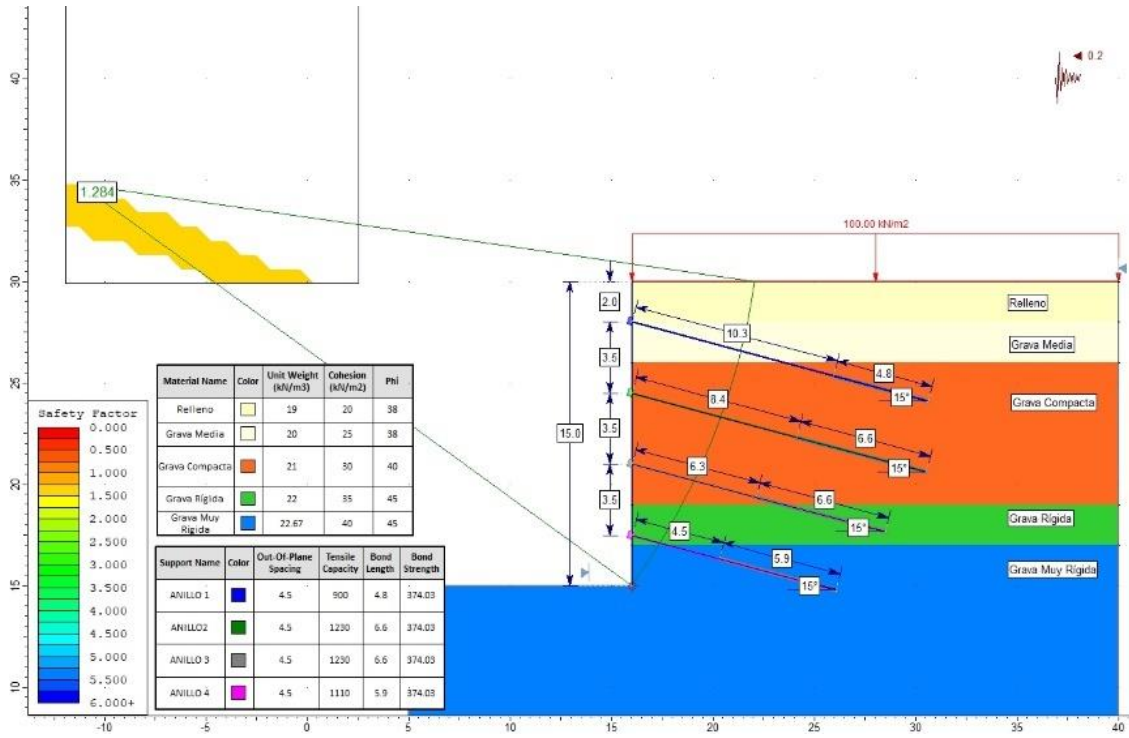 40
35
30
25
20
15
10
0.2
1.284
100.00 kN/m2
2.0
3.5
3.5
3.5
15.0
10.3
4.8
15°
8.4
6.6
15°
6.3
6.6
15°
4.5
5.9
15°
Relleno
Grava Media
Grava Compacta
Grava Rígida
Grava Muy Rígida
Material Name Color Unit Weight (kN/m3) Cohesion (kN/m2) Phi
Relleno 19 20 38
Grava Media 20 25 38
Grava Compacta 21 30 40
Grava Rígida 22 35 45
Grava Muy Rígida 22.67 40 45
Support Name Color Out-Of-Plane Spacing Tensile Capacity Bond Length Bond Strength
ANILLO 1 4.5 900 4.8 374.03
ANILLO2 4.5 1230 6.6 374.03
ANILLO 3 4.5 1230 6.6 374.03
ANILLO 4 4.5 1110 5.9 374.03
Safety Factor
0.000
0.500
1.000
1.500
2.000
2.500
3.000
3.500
4.000
4.500
5.000
5.500
6.000+
-10 -5 0 5 10 15 20 25 30 35 40